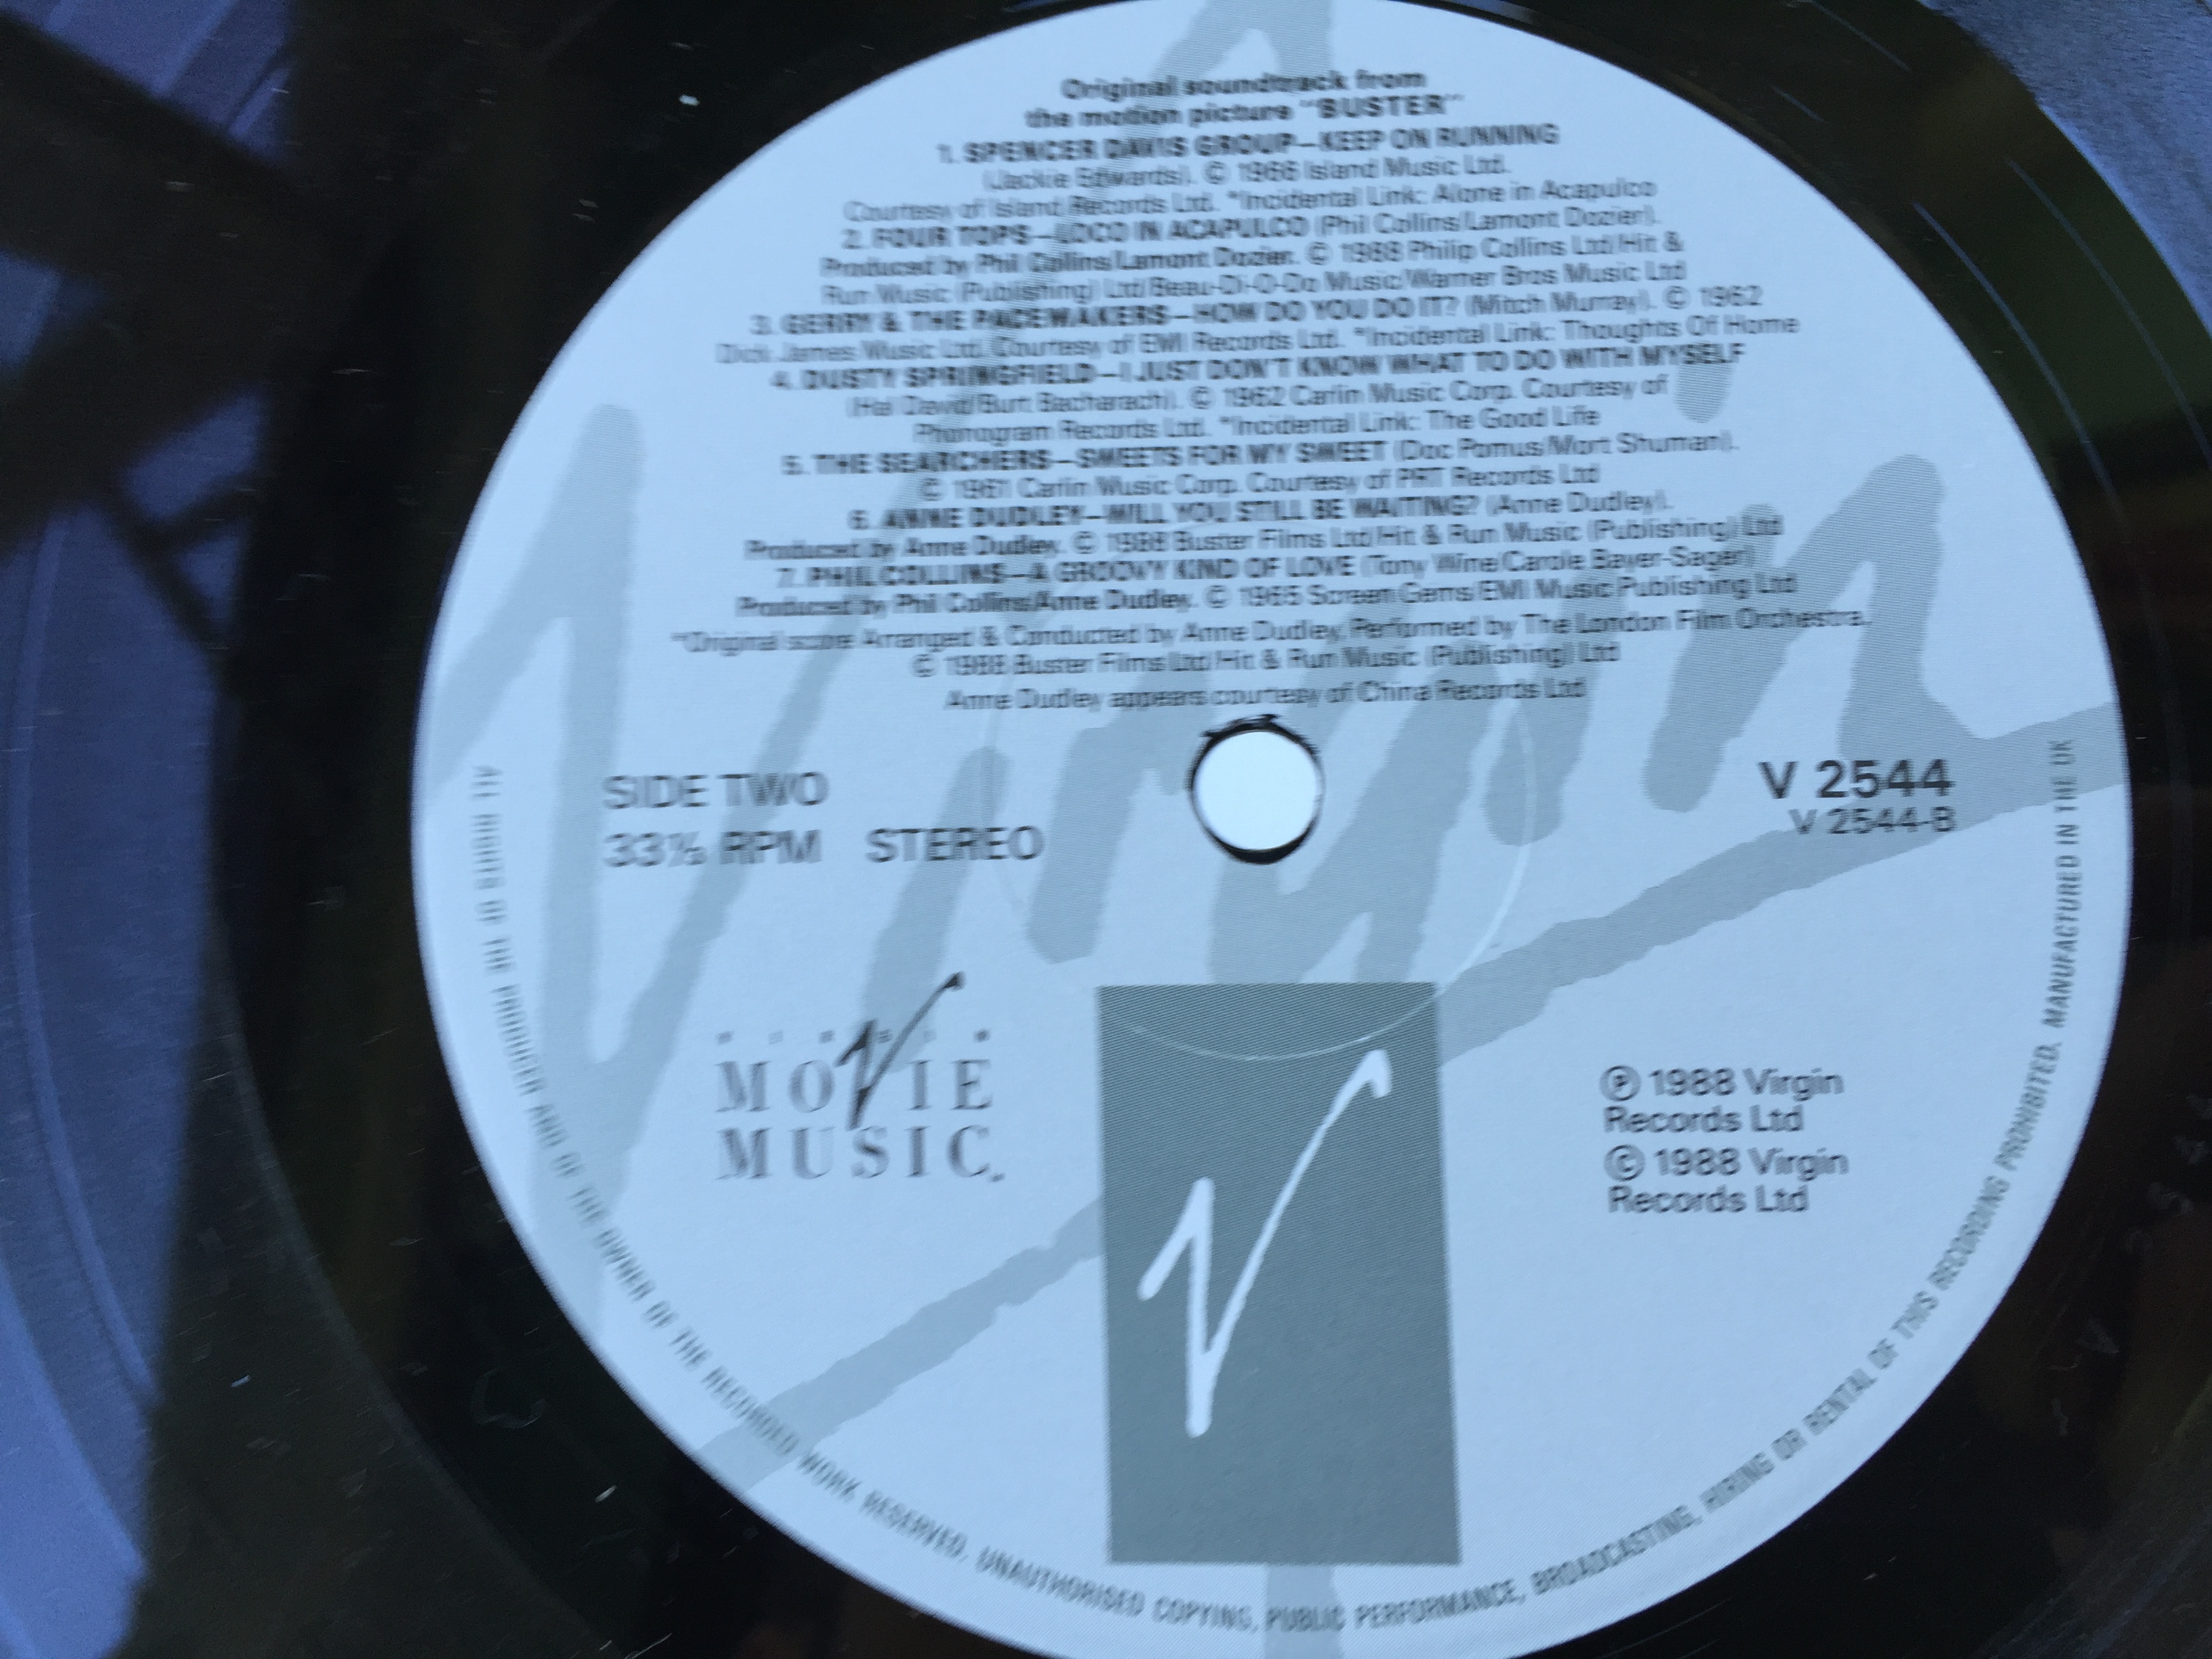 Original soundtrack from
the motion picture "BUSTER"
1. SPENCER DAVIS GROUP—KEEP ON RUNNING
(Jackie Edwards). © 1966 Island Music Ltd.
Courtesy of Island Records Ltd. *Incidental Link: Alone in Acapulco
2. FOUR TOPS—LOCO IN ACAPULCO (Phil Collins/Lamont Dozier).
Produced by Phil Collins/Lamont Dozier. © 1988 Philip Collins Ltd/Hit &
Run Music (Publishing) Ltd/Beau-Di-O-Do Music/Warner Bros Music Ltd
3. GERRY & THE PACEMAKERS—HOW DO YOU DO IT? (Mitch Murray). © 1962
Dick James Music Ltd. Courtesy of EMI Records Ltd. *Incidental Link: Thoughts Of Home
4. DUSTY SPRINGFIELD—I JUST DON'T KNOW WHAT TO DO WITH MYSELF
(Hal David/Burt Bacharach). © 1962 Carlin Music Corp. Courtesy of
Phonogram Records Ltd. *Incidental Link: The Good Life
5. THE SEARCHERS—SWEETS FOR MY SWEET (Doc Pomus/Mort Shuman).
© 1961 Carlin Music Corp. Courtesy of PRT Records Ltd
6. ANNE DUDLEY—WILL YOU STILL BE WAITING? (Anne Dudley).
Produced by Anne Dudley. © 1988 Buster Films Ltd/Hit & Run Music (Publishing) Ltd
7. PHIL COLLINS—A GROOVY KIND OF LOVE (Tony Wine/Carole Bayer-Sager)
Produced by Phil Collins/Anne Dudley. © 1965 Screen Gems/EMI Music Publishing Ltd
*Original score Arranged & Conducted by Anne Dudley, Performed by The London Film Orchestra.
© 1988 Buster Films Ltd/Hit & Run Music (Publishing) Ltd
Anne Dudley appears courtesy of China Records Ltd
SIDE TWO
33⅓ RPM STEREO
V 2544
V 2544-B
MOVIE
MUSIC.
Virgin
V
℗ 1988 Virgin
Records Ltd
© 1988 Virgin
Records Ltd
ALL RIGHTS OF THE PRODUCER AND OF THE OWNER OF THE RECORDED WORK RESERVED. UNAUTHORISED COPYING, PUBLIC PERFORMANCE, BROADCASTING, HIRING OR RENTAL OF THIS RECORDING PROHIBITED. MANUFACTURED IN THE UK